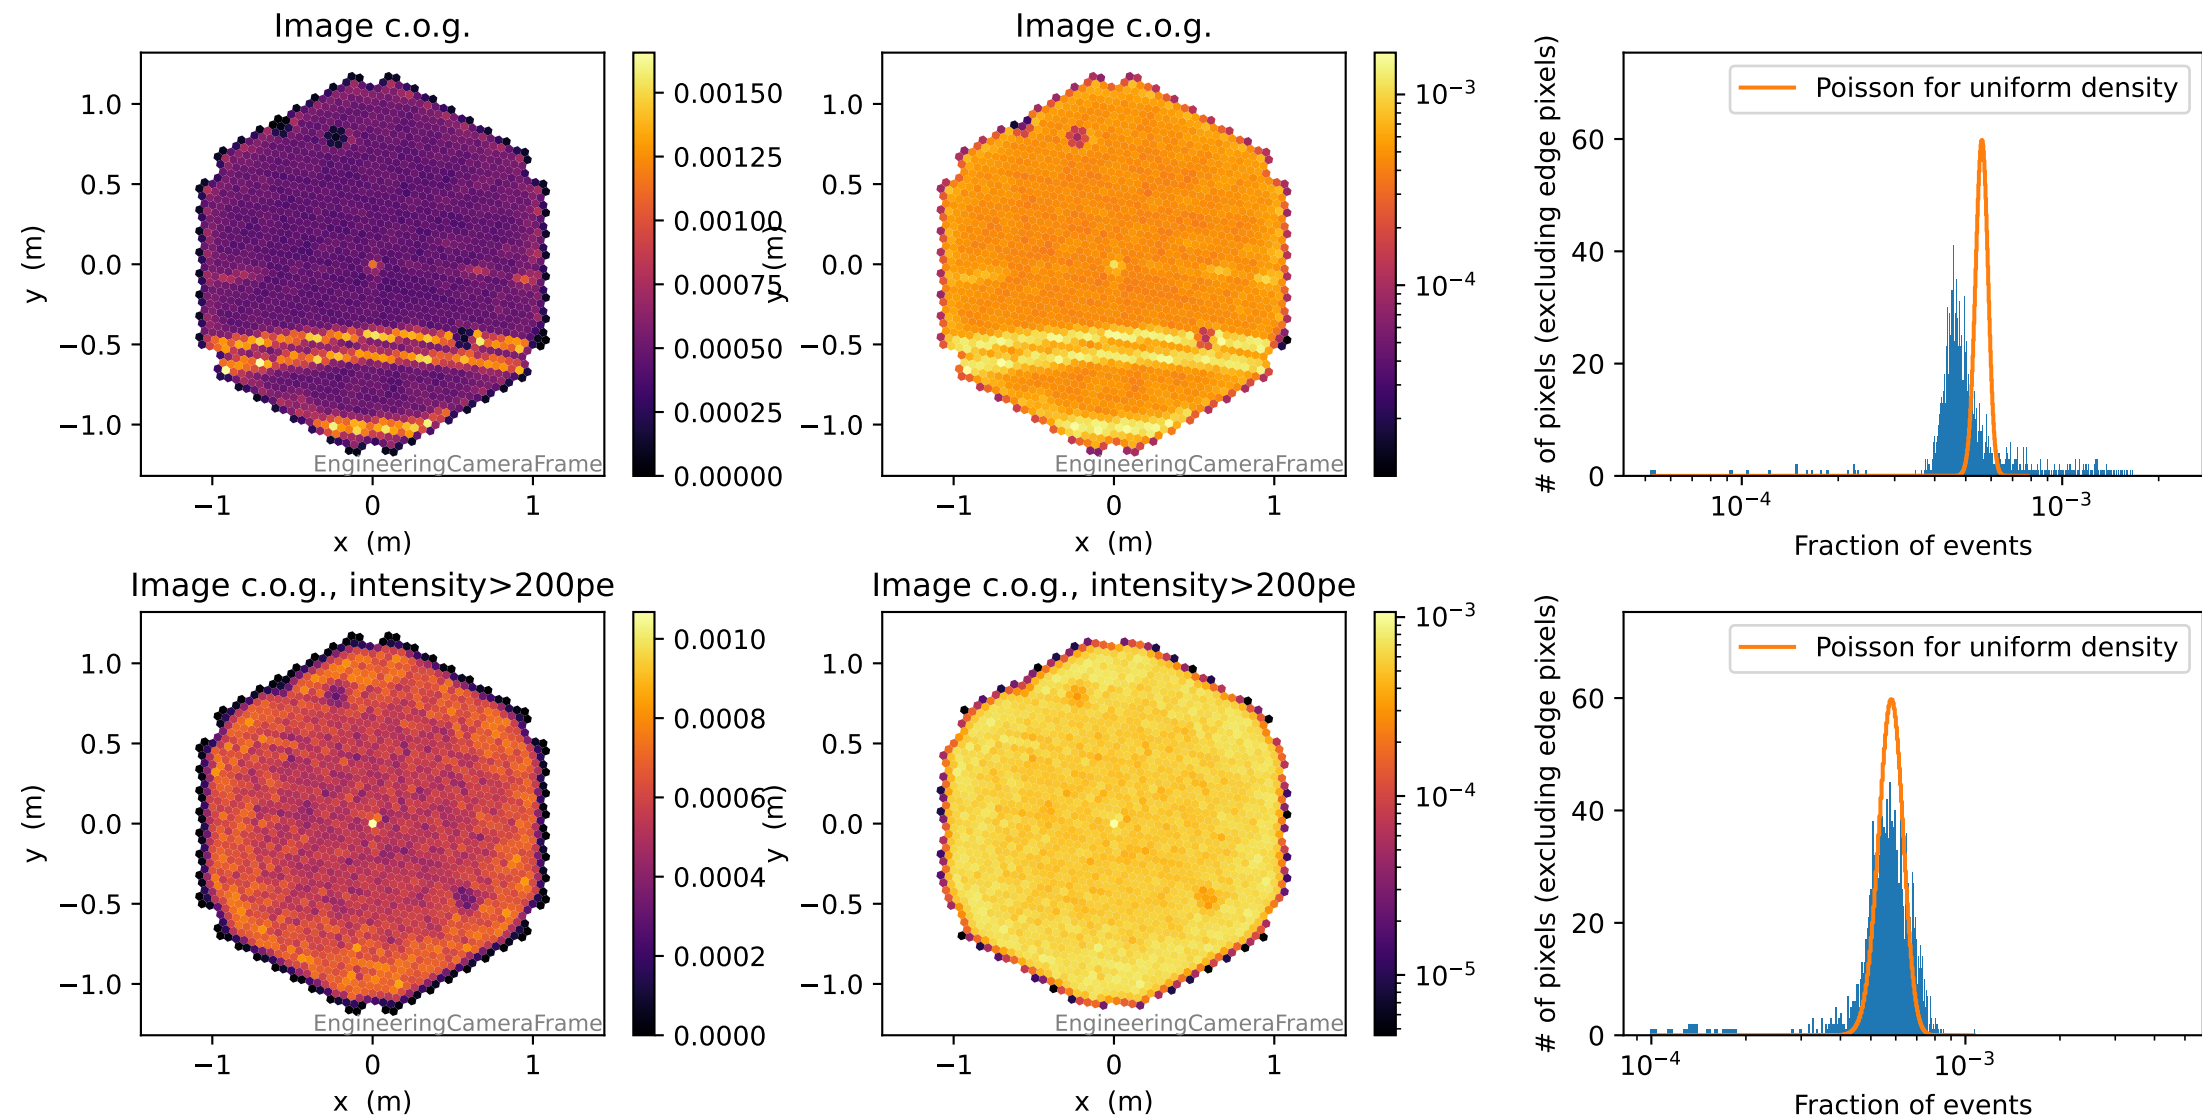 Image c.o.g.
y (m)
1.0
0.5
0.0
−0.5
−1.0
−1
0
1
x (m)
EngineeringCameraFrame
0.00150
0.00125
0.00100
0.00075
0.00050
0.00025
0.00000
Image c.o.g.
y (m)
1.0
0.5
0.0
−0.5
−1.0
−1
0
1
x (m)
EngineeringCameraFrame
10⁻³
10⁻⁴
# of pixels (excluding edge pixels)
60
40
20
0
Poisson for uniform density
10⁻⁴
10⁻³
Fraction of events
Image c.o.g., intensity>200pe
y (m)
1.0
0.5
0.0
−0.5
−1.0
−1
0
1
x (m)
EngineeringCameraFrame
0.0010
0.0008
0.0006
0.0004
0.0002
0.0000
Image c.o.g., intensity>200pe
y (m)
1.0
0.5
0.0
−0.5
−1.0
−1
0
1
x (m)
EngineeringCameraFrame
10⁻³
10⁻⁴
10⁻⁵
# of pixels (excluding edge pixels)
60
40
20
0
Poisson for uniform density
10⁻⁴
10⁻³
Fraction of events